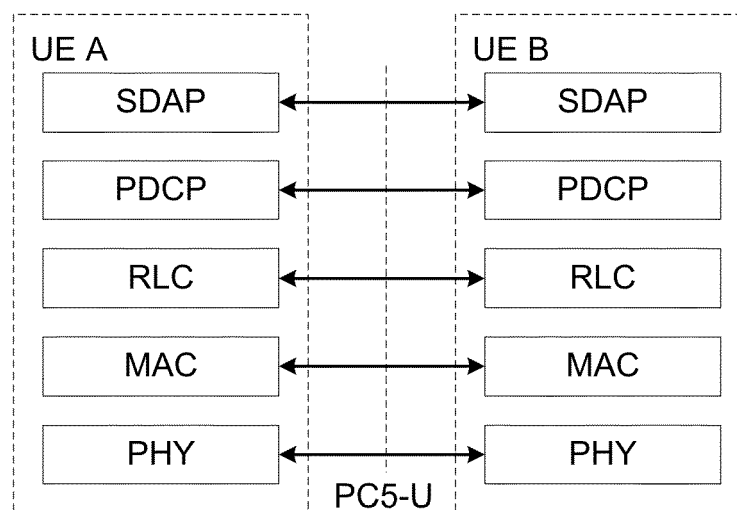 UE A
UE B
SDAP
SDAP
PDCP
PDCP
RLC
RLC
MAC
MAC
PHY
PHY
PC5-U